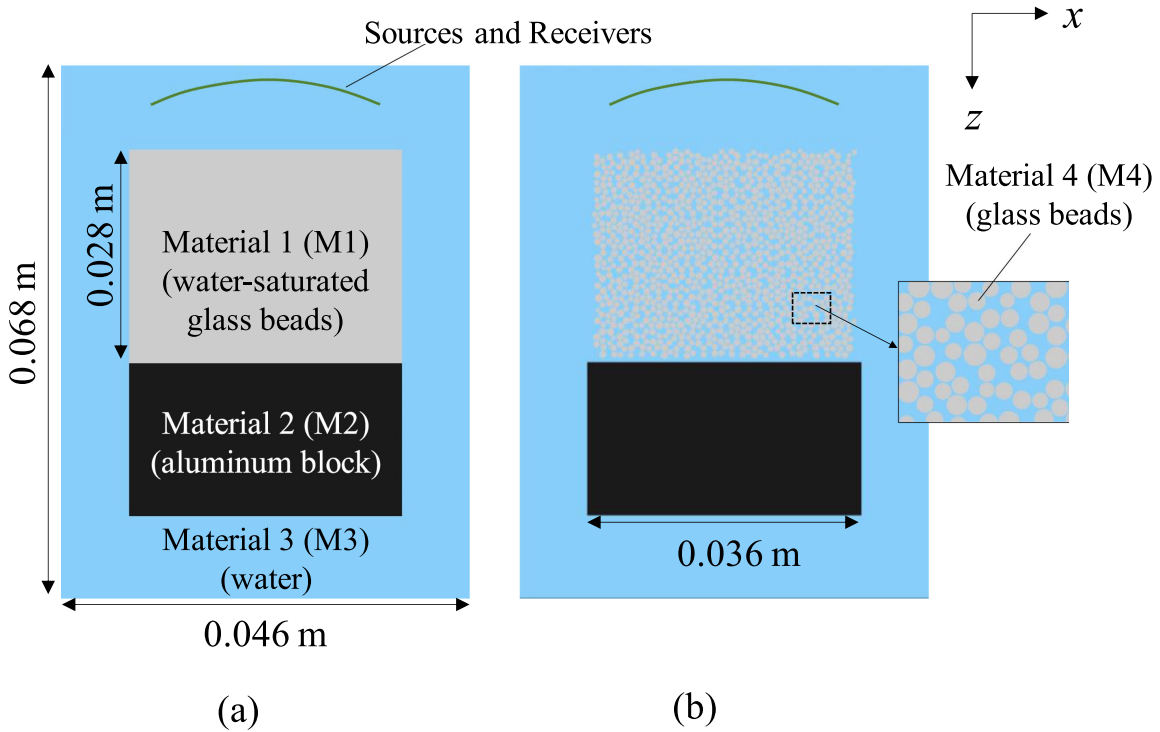 Sources and Receivers
x
z
0.068 m
0.028 m
Material 1 (M1)
(water-saturated
glass beads)
Material 2 (M2)
(aluminum block)
Material 3 (M3)
(water)
0.046 m
(a)
Material 4 (M4)
(glass beads)
0.036 m
(b)